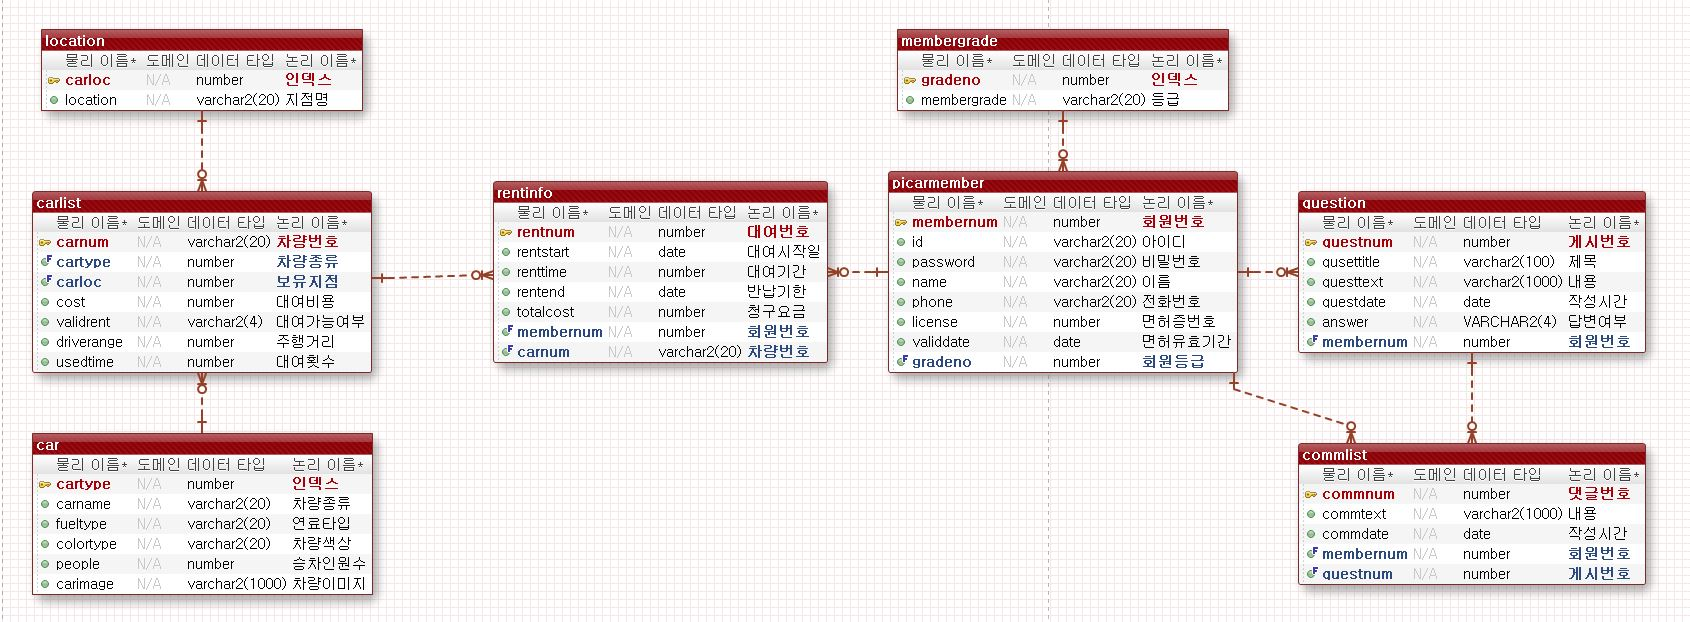 location
물리 이름* 도메인 데이터 타입 논리 이름*
carloc N/A number 인덱스
location N/A varchar2(20) 지점명
membergrade
물리 이름* 도메인 데이터 타입 논리 이름*
gradeno N/A number 인덱스
membergrade N/A varchar2(20) 등급
carlist
물리 이름* 도메인 데이터 타입 논리 이름*
carnum N/A varchar2(20) 차량번호
cartype N/A number 차량종류
carloc N/A number 보유지점
cost N/A number 대여비용
validrent N/A varchar2(4) 대여가능여부
driverange N/A number 주행거리
usedtime N/A number 대여횟수
rentinfo
물리 이름* 도메인 데이터 타입 논리 이름*
rentnum N/A number 대여번호
rentstart N/A date 대여시작일
renttime N/A number 대여기간
rentend N/A date 반납기한
totalcost N/A number 청구요금
membernum N/A number 회원번호
carnum N/A varchar2(20) 차량번호
picarmember
물리 이름* 도메인 데이터 타입 논리 이름*
membernum N/A number 회원번호
id N/A varchar2(20) 아이디
password N/A varchar2(20) 비밀번호
name N/A varchar2(20) 이름
phone N/A varchar2(20) 전화번호
license N/A number 면허증번호
validdate N/A date 면허유효기간
gradeno N/A number 회원등급
question
물리 이름* 도메인 데이터 타입 논리 이름*
questnum N/A number 게시번호
qusettitle N/A varchar2(100) 제목
questtext N/A varchar2(1000) 내용
questdate N/A date 작성시간
answer N/A VARCHAR2(4) 답변여부
membernum N/A number 회원번호
car
물리 이름* 도메인 데이터 타입 논리 이름*
cartype N/A number 인덱스
carname N/A varchar2(20) 차량종류
fueltype N/A varchar2(20) 연료타입
colortype N/A varchar2(20) 차량색상
people N/A number 승차인원수
carimage N/A varchar2(1000) 차량이미지
commlist
물리 이름* 도메인 데이터 타입 논리 이름*
commnum N/A number 댓글번호
commtext N/A varchar2(1000) 내용
commdate N/A date 작성시간
membernum N/A number 회원번호
questnum N/A number 게시번호